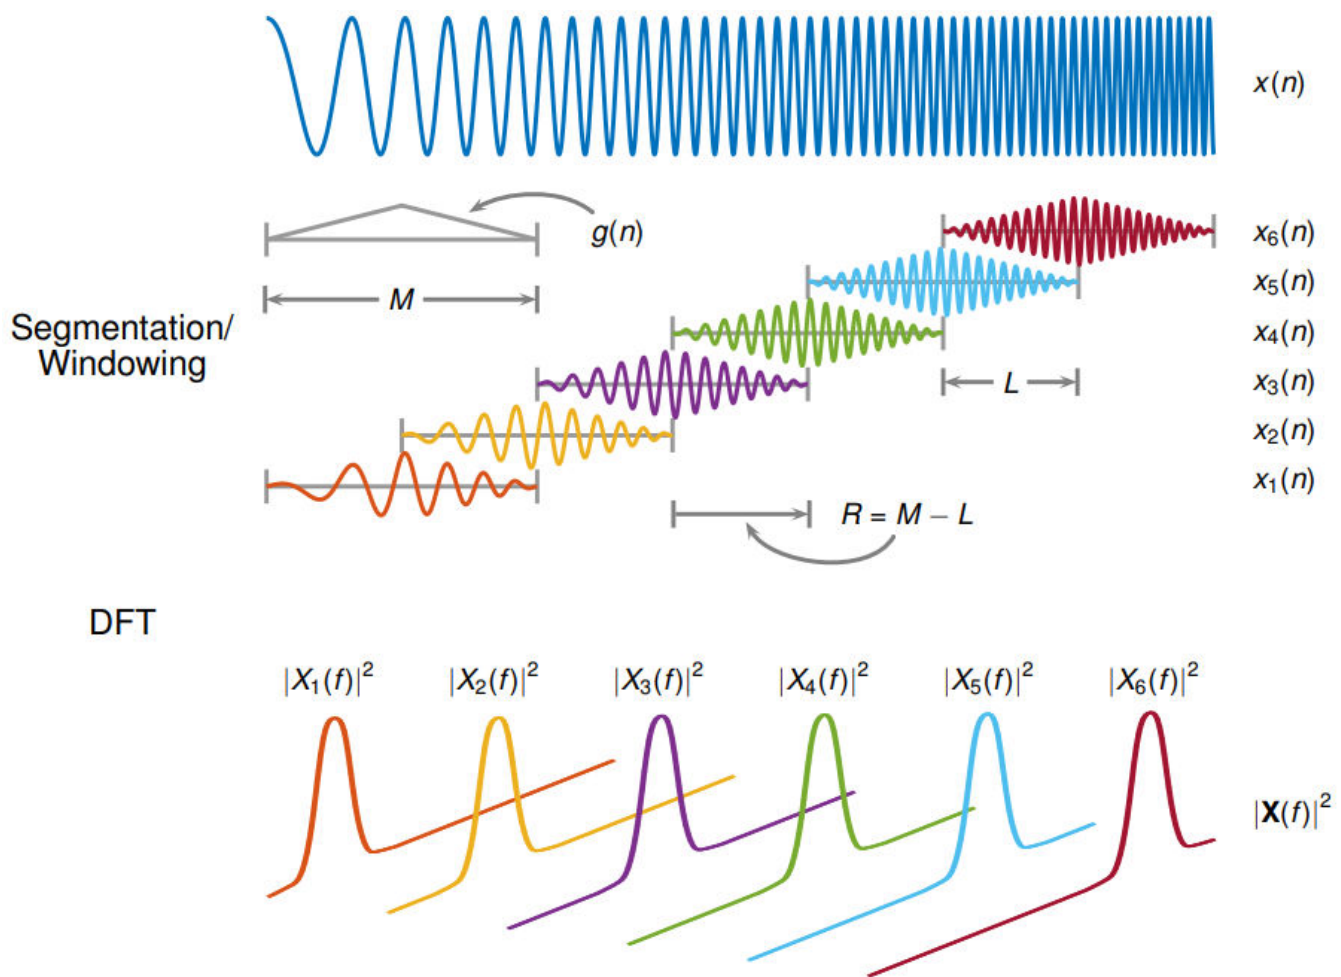 x(n)
g(n)
x₆(n)
x₅(n)
M
Segmentation/
Windowing
x₄(n)
x₃(n)
L
x₂(n)
x₁(n)
R = M − L
DFT
|X₁(f)|² |X₂(f)|² |X₃(f)|² |X₄(f)|² |X₅(f)|² |X₆(f)|²
|X(f)|²